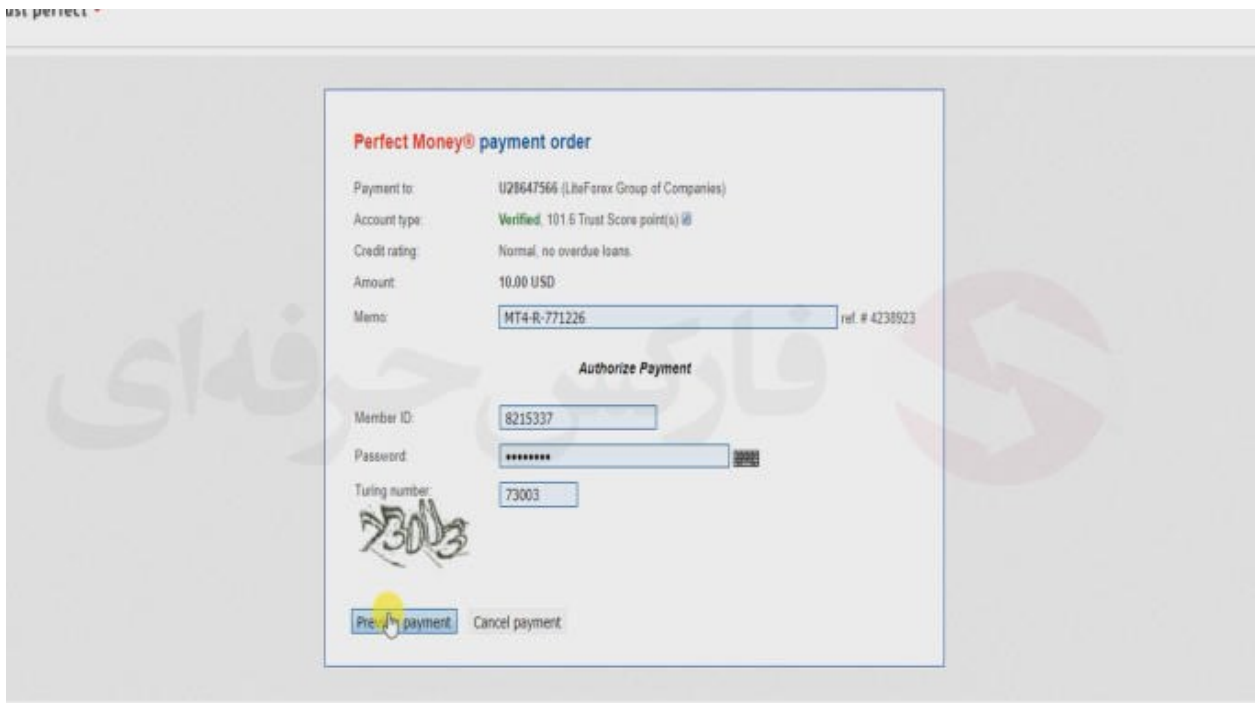 ust perfect
Perfect Money® payment order
Payment to: U28647566 (LiteForex Group of Companies)
Account type: Verified, 101.6 Trust Score point(s)
Credit rating: Normal, no overdue loans.
Amount: 10.00 USD
Memo: MT4-R-771226 ref. # 4238923
فارکس حرفه‌ای
Authorize Payment
Member ID: 8215337
Password: ••••••••
Turing number: 73003
73003
Preview payment Cancel payment